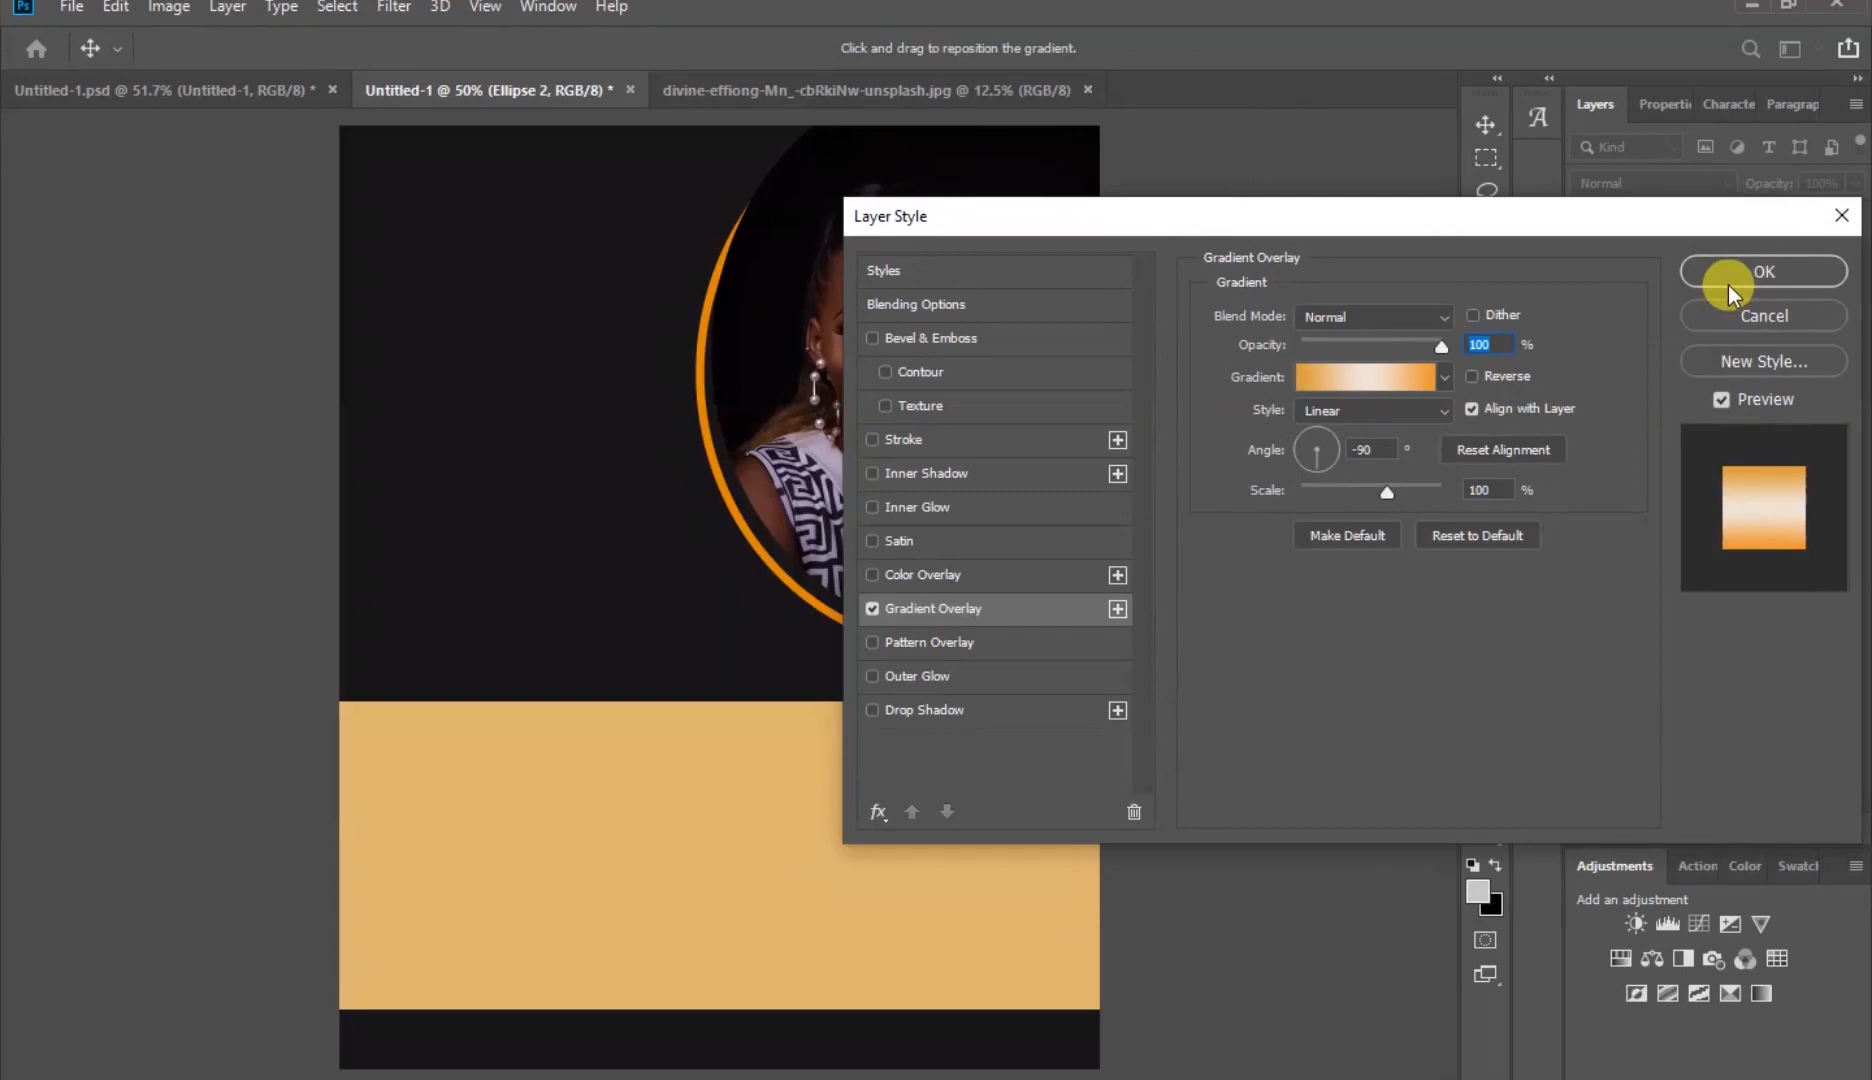 Ps File Edit Image Layer Type Select Filter 3D View Window Help
Click and drag to reposition the gradient.
Untitled-1.psd @ 51.7% (Untitled-1, RGB/8) * × Untitled-1 @ 50% (Ellipse 2, RGB/8) * × divine-effiong-Mn_-cbRkiNw-unsplash.jpg @ 12.5% (RGB/8) ×
Layers Properti Characte Paragrap
Kind
Normal Opacity: 100%
Layer Style
Styles
Blending Options
Bevel & Emboss
Contour
Texture
Stroke
Inner Shadow
Inner Glow
Satin
Color Overlay
Gradient Overlay
Pattern Overlay
Outer Glow
Drop Shadow
fx
Gradient Overlay
Gradient
Blend Mode: Normal Dither
Opacity: 100 %
Gradient: Reverse
Style: Linear Align with Layer
Angle: -90 ° Reset Alignment
Scale: 100 %
Make Default Reset to Default
OK
Cancel
New Style...
Preview
Adjustments Action Color Swatcl
Add an adjustment